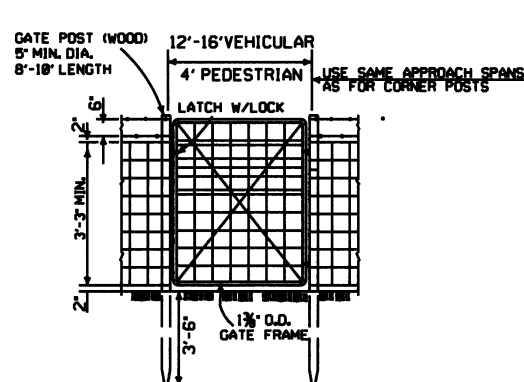 GATE POST (WOOD)
5" MIN. DIA.
8'-10' LENGTH
12'-16' VEHICULAR
4' PEDESTRIAN
USE SAME APPROACH SPANS
AS FOR CORNER POSTS
LATCH W/LOCK
6"
2"
3'-3" MIN.
2"
3'-6"
1⅜" O.D.
GATE FRAME